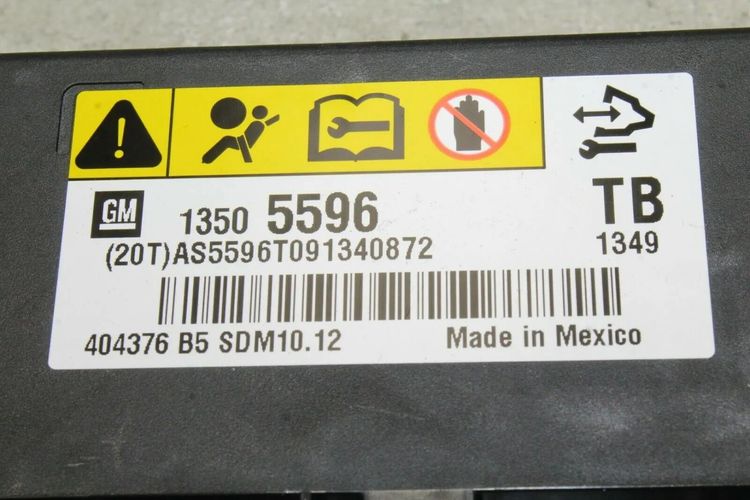 GM 1350 5596 TB
(20T)AS5596T091340872 1349
404376 B5 SDM10.12 Made in Mexico